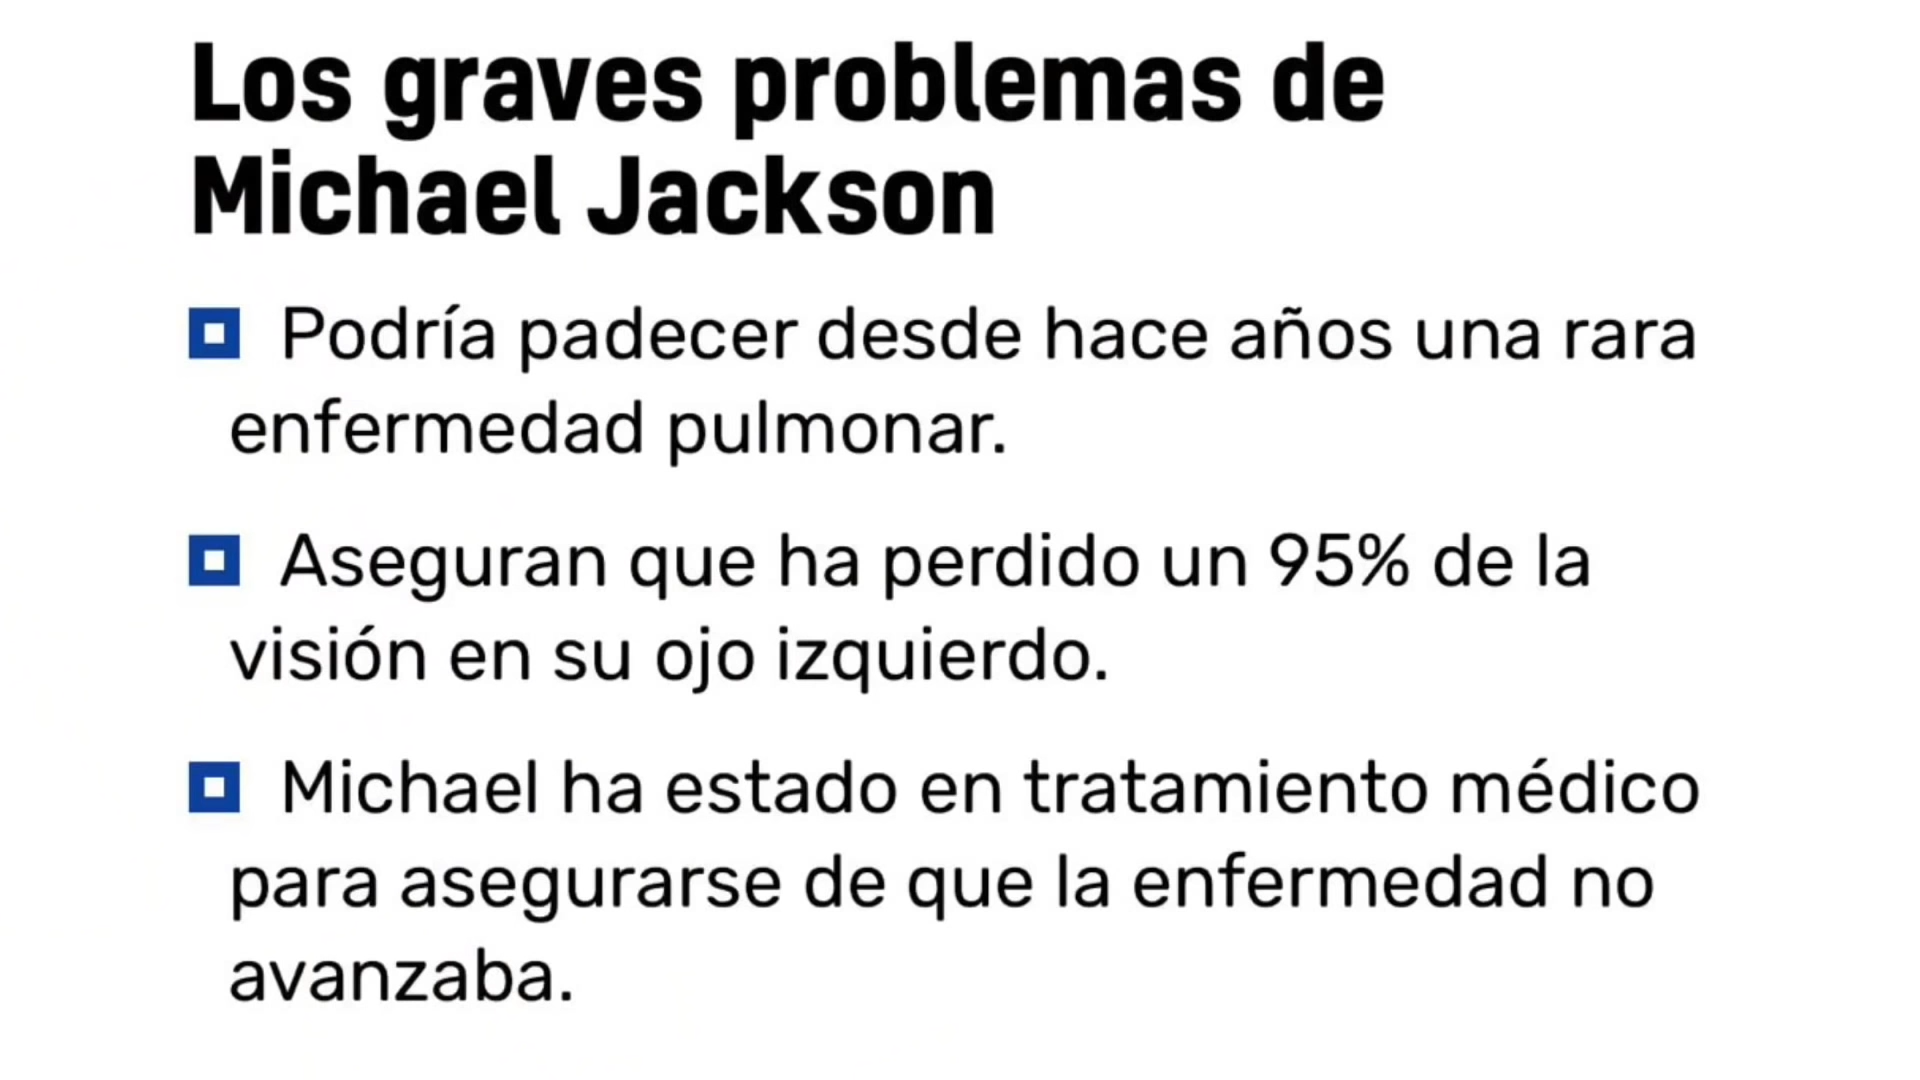 Los graves problemas de
Michael Jackson
Podría padecer desde hace años una rara
enfermedad pulmonar.
Aseguran que ha perdido un 95% de la
visión en su ojo izquierdo.
Michael ha estado en tratamiento médico
para asegurarse de que la enfermedad no
avanzaba.